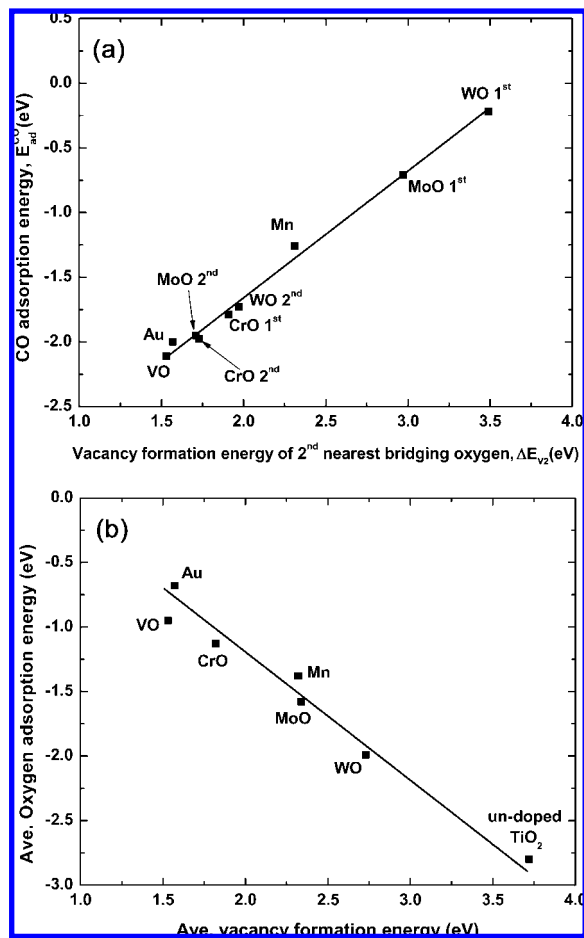 (a)
CO adsorption energy, E_ad^CO (eV)
0.5
0.0
-0.5
-1.0
-1.5
-2.0
-2.5
WO 1st
MoO 1st
Mn
MoO 2nd
WO 2nd
CrO 1st
Au
VO
CrO 2nd
1.0 1.5 2.0 2.5 3.0 3.5 4.0
Vacancy formation energy of 2nd nearest bridging oxygen, ΔE_v2(eV)
(b)
Ave. Oxygen adsorption energy (eV)
0.0
-0.5
-1.0
-1.5
-2.0
-2.5
-3.0
Au
VO
CrO
Mn
MoO
WO
un-doped
TiO2
1.0 1.5 2.0 2.5 3.0 3.5 4.0
Ave. vacancy formation energy (eV)